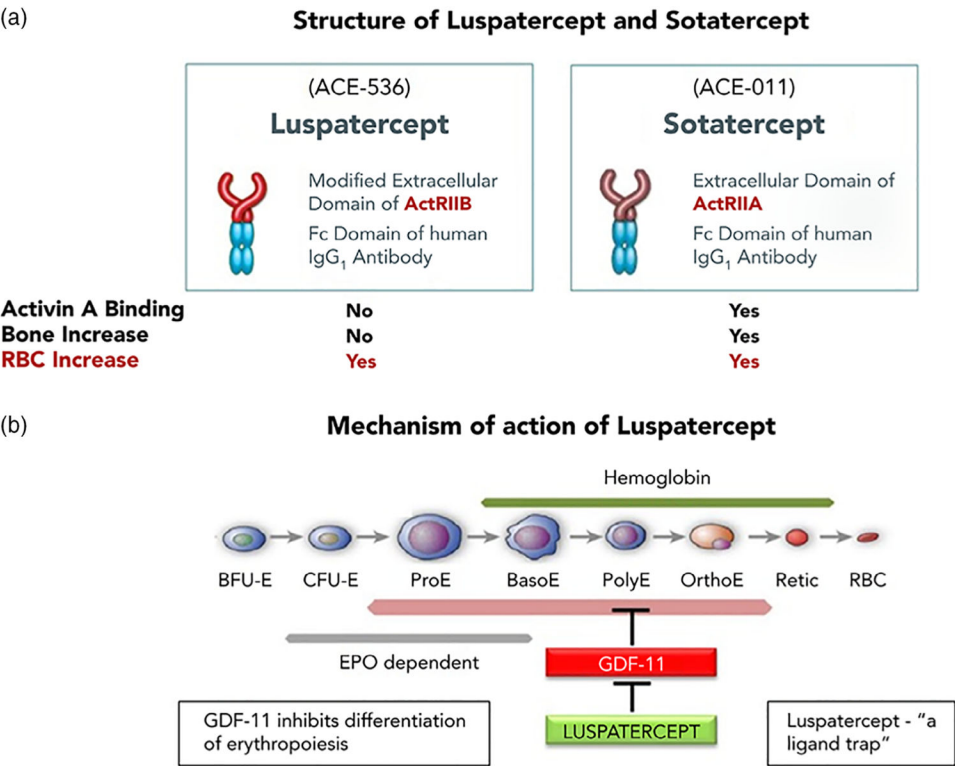 (a)
Structure of Luspatercept and Sotatercept
(ACE-536)
Luspatercept
Modified Extracellular
Domain of ActRIIB
Fc Domain of human
IgG₁ Antibody
(ACE-011)
Sotatercept
Extracellular Domain of
ActRIIA
Fc Domain of human
IgG₁ Antibody
Activin A Binding No Yes
Bone Increase No Yes
RBC Increase Yes Yes
(b)
Mechanism of action of Luspatercept
Hemoglobin
BFU-E CFU-E ProE BasoE PolyE OrthoE Retic RBC
EPO dependent
GDF-11
GDF-11 inhibits differentiation
of erythropoiesis
LUSPATERCEPT
Luspatercept - “a
ligand trap”